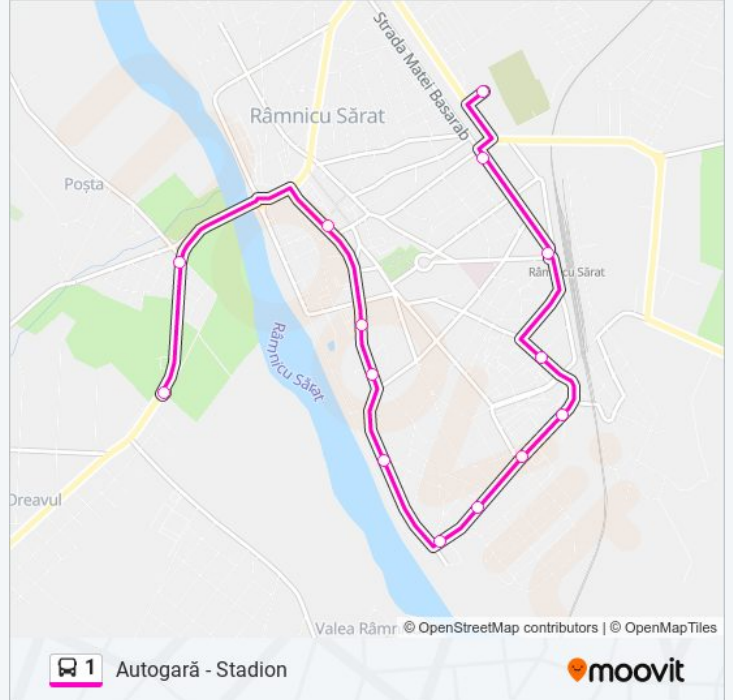 Strada Matei Basarab
Râmnicu Sărat
Poșta
Râmnicu Sărat
Râmnicu Sărat
Oreavul
Valea Râmn
© OpenStreetMap contributors | © OpenMapTiles
1 Autogară - Stadion
moovit